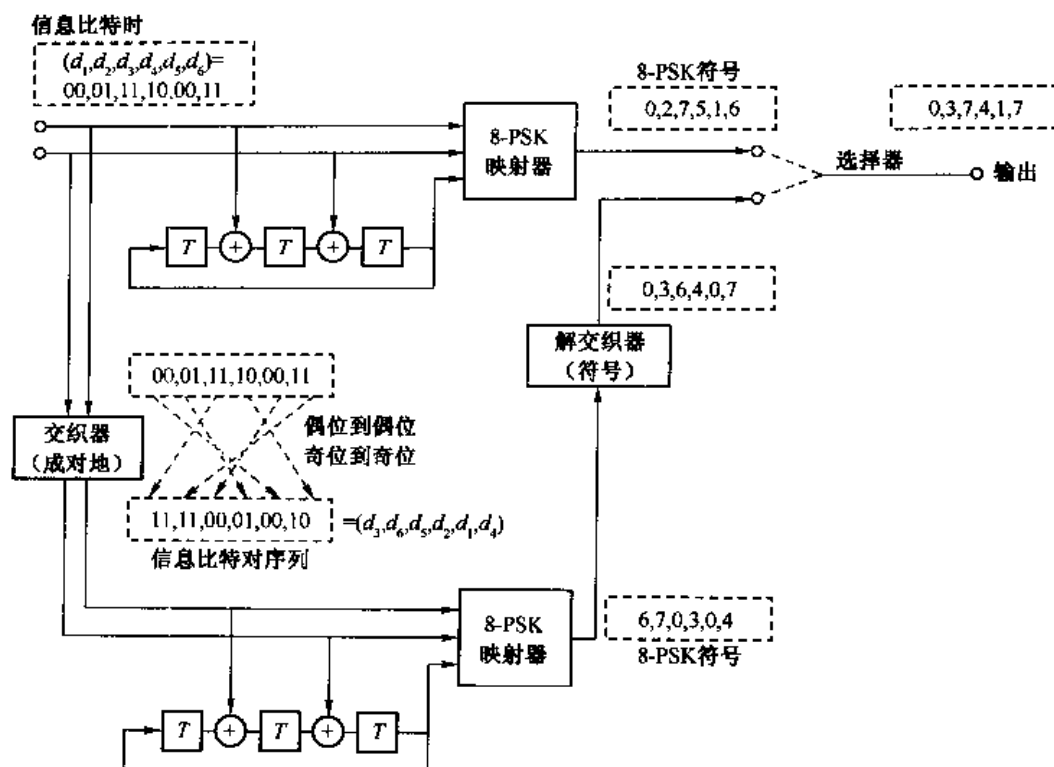 信息比特时
(d₁,d₂,d₃,d₄,d₅,d₆)=
00,01,11,10,00,11
8-PSK符号
0,2,7,5,1,6
0,3,7,4,1,7
8-PSK
映射器
选择器
输出
T
+
T
+
T
0,3,6,4,0,7
解交织器
(符号)
00,01,11,10,00,11
偶位到偶位
奇位到奇位
交织器
(成对地)
11,11,00,01,00,10
=(d₃,d₆,d₅,d₂,d₁,d₄)
信息比特对序列
8-PSK
映射器
6,7,0,3,0,4
8-PSK符号
T
+
T
+
T